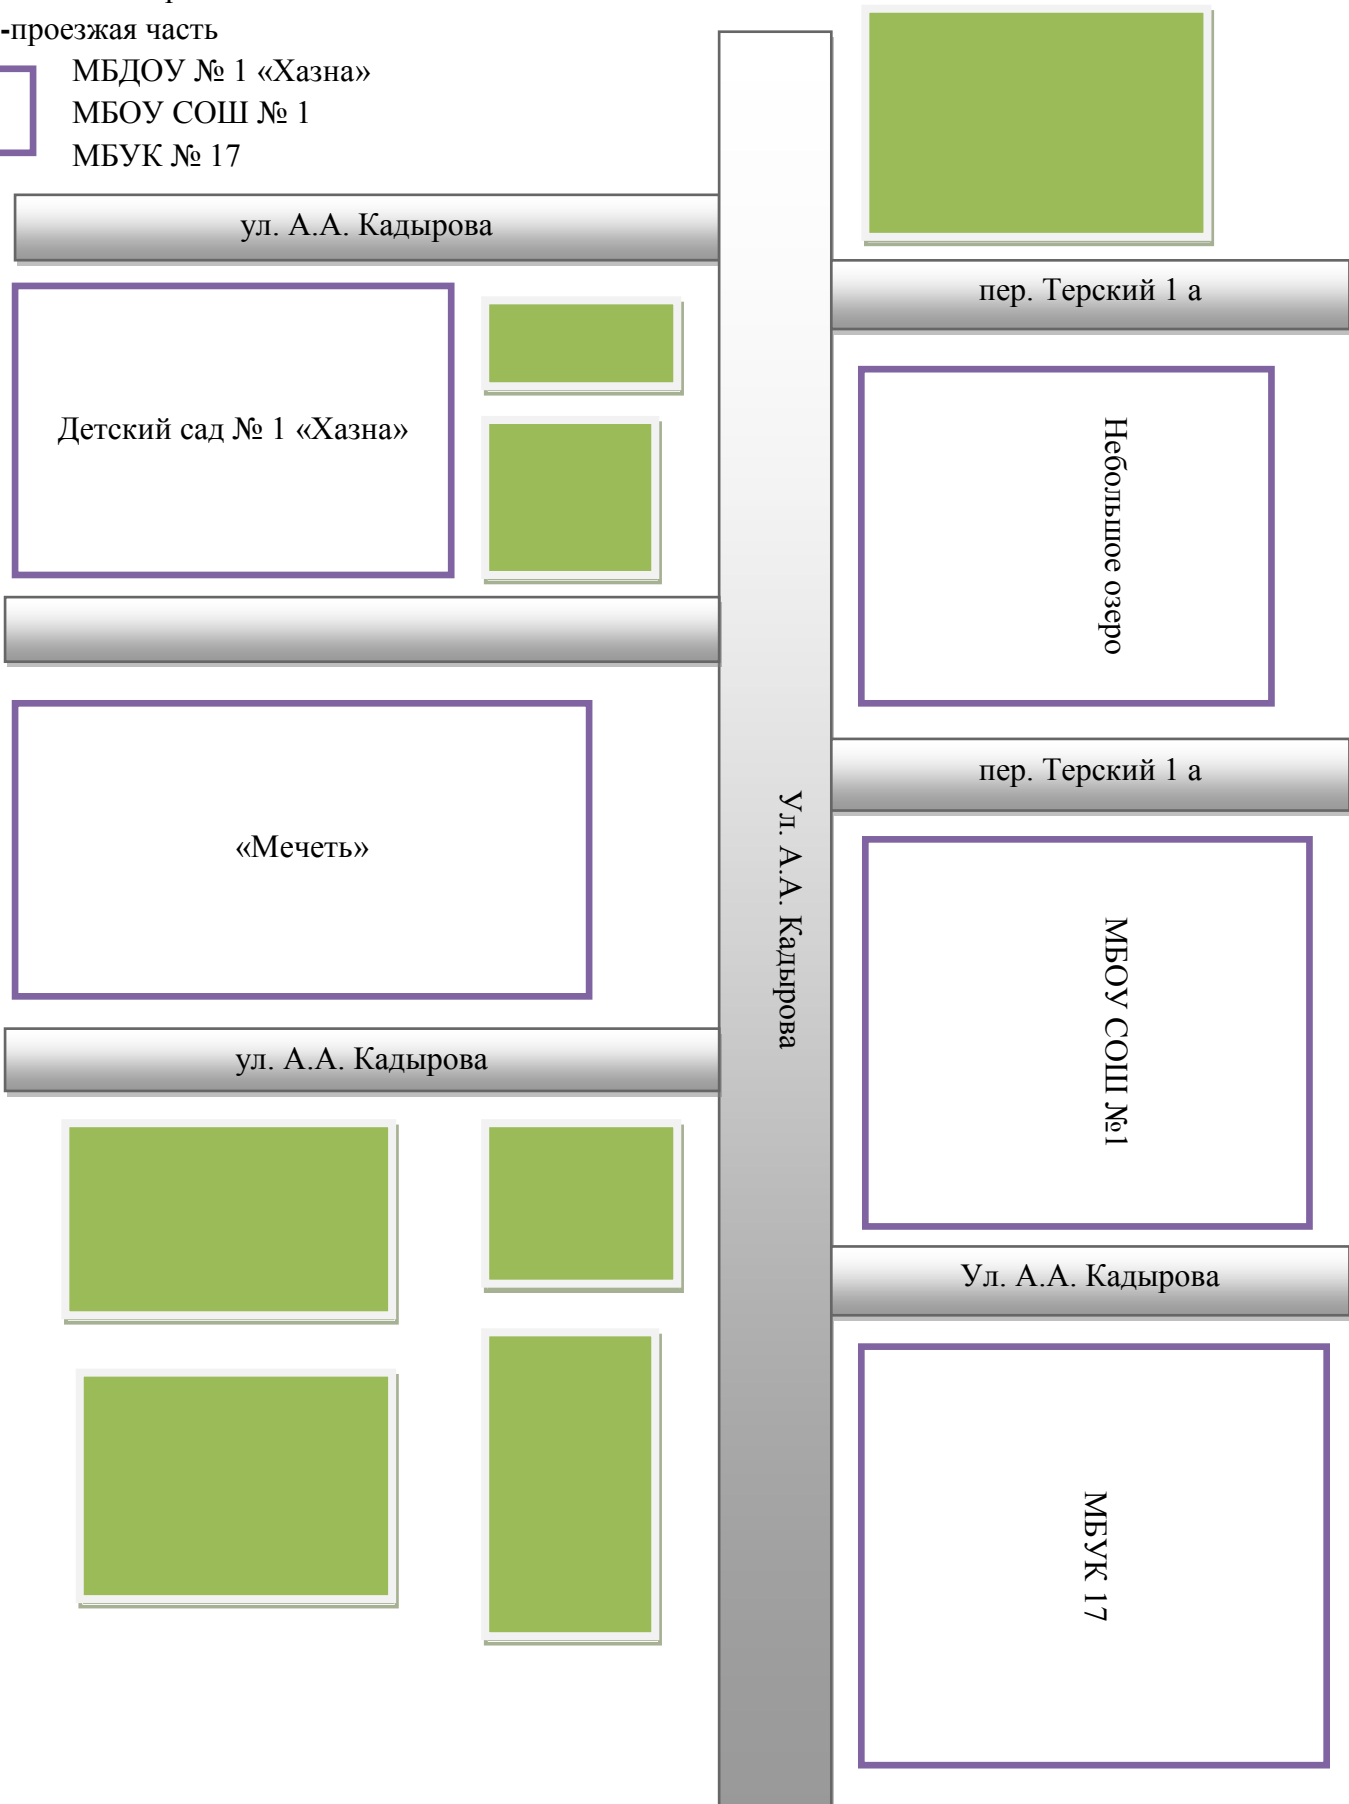 -проезжая часть
МБДОУ № 1 «Хазна»
МБОУ СОШ № 1
МБУК № 17
ул. А.А. Кадырова
пер. Терский 1 а
Детский сад № 1 «Хазна»
Небольшое озеро
пер. Терский 1 а
«Мечеть»
Ул. А.А. Кадырова
МБОУ СОШ №1
ул. А.А. Кадырова
Ул. А.А. Кадырова
МБУК 17